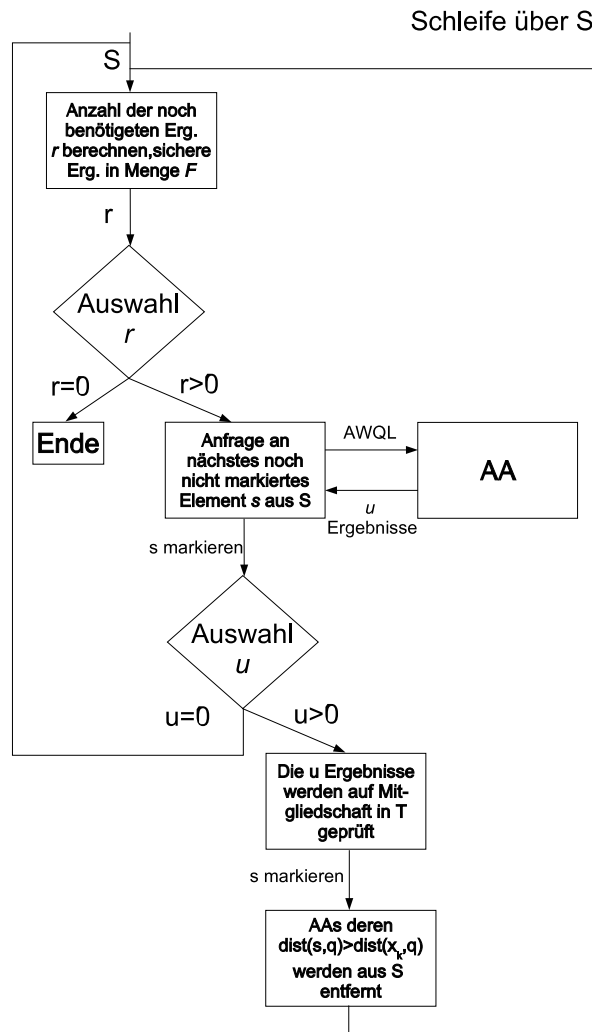 Schleife über S
S
Anzahl der noch
benötigeten Erg.
r berechnen,sichere
Erg. in Menge F
r
Auswahl
r
r=0
r>0
Ende
Anfrage an
nächstes noch
nicht markiertes
Element s aus S
AWQL
AA
u
Ergebnisse
s markieren
Auswahl
u
u=0
u>0
Die u Ergebnisse
werden auf Mit-
gliedschaft in T
geprüft
s markieren
AAs deren
dist(s,q)>dist(xk,q)
werden aus S
entfernt